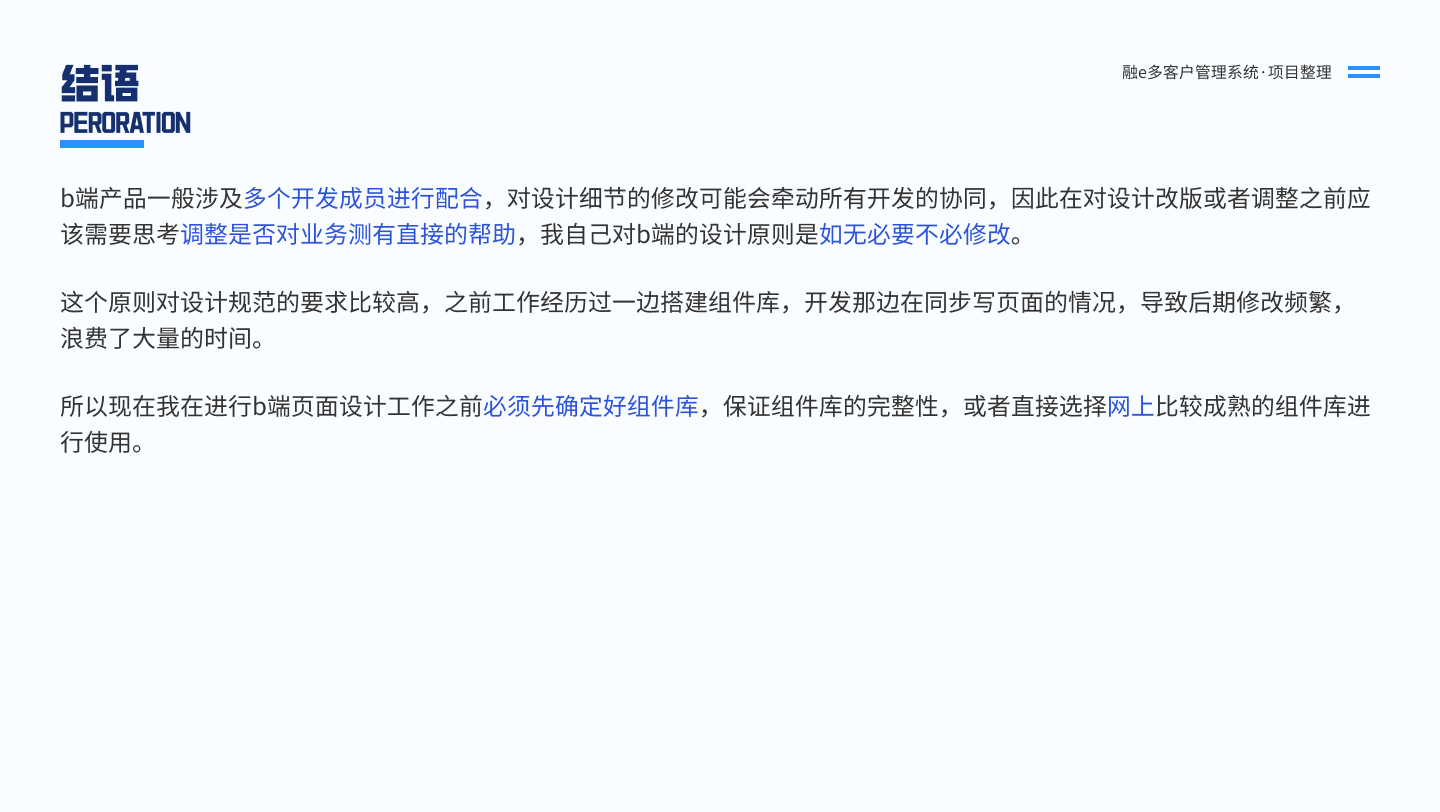 结语
PERORATION
融e多客户管理系统·项目整理
b端产品一般涉及多个开发成员进行配合，对设计细节的修改可能会牵动所有开发的协同，因此在对设计改版或者调整之前应
该需要思考调整是否对业务测有直接的帮助，我自己对b端的设计原则是如无必要不必修改。
这个原则对设计规范的要求比较高，之前工作经历过一边搭建组件库，开发那边在同步写页面的情况，导致后期修改频繁，
浪费了大量的时间。
所以现在我在进行b端页面设计工作之前必须先确定好组件库，保证组件库的完整性，或者直接选择网上比较成熟的组件库进
行使用。